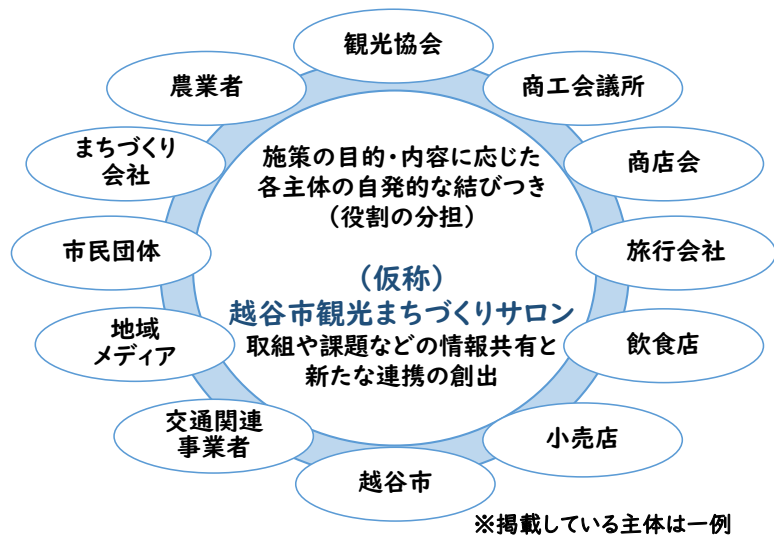 観光協会
農業者
商工会議所
まちづくり
会社
商店会
施策の目的・内容に応じた
各主体の自発的な結びつき
（役割の分担）
市民団体
旅行会社
（仮称）
越谷市観光まちづくりサロン
取組や課題などの情報共有と
新たな連携の創出
地域
メディア
飲食店
交通関連
事業者
小売店
越谷市
※掲載している主体は一例